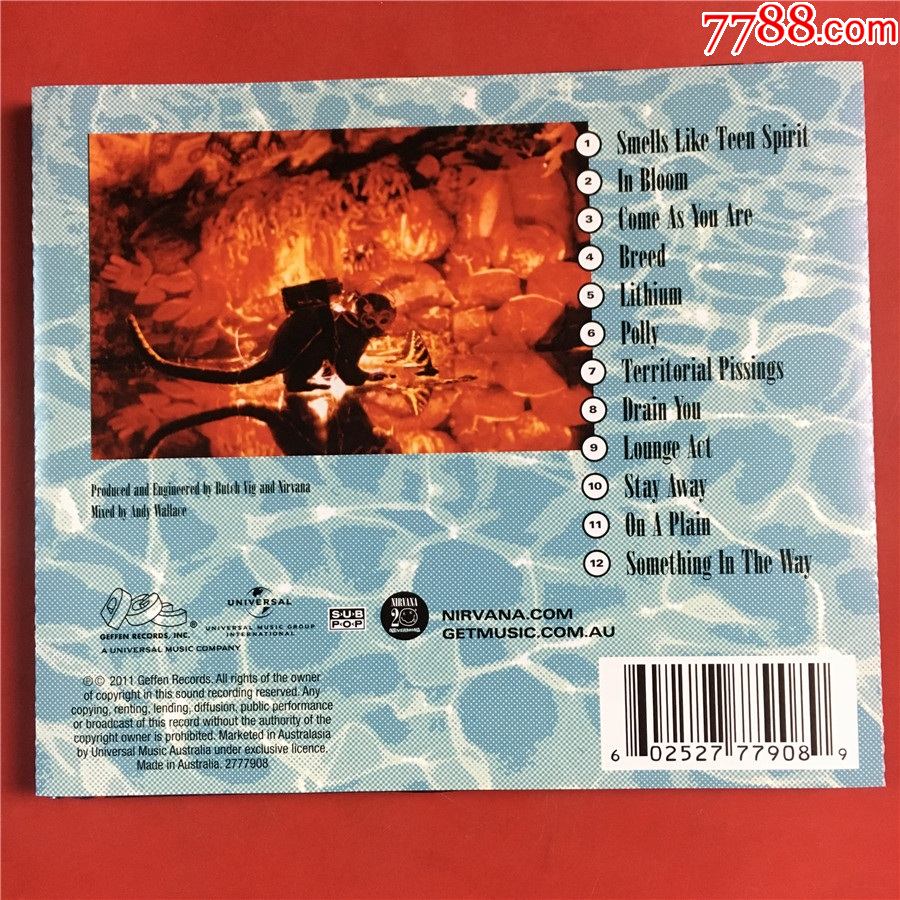 7788.com
1 Smells Like Teen Spirit
2 In Bloom
3 Come As You Are
4 Breed
5 Lithium
6 Polly
7 Territorial Pissings
8 Drain You
9 Lounge Act
10 Stay Away
11 On A Plain
12 Something In The Way
Produced and Engineered by Butch Vig and Nirvana
Mixed by Andy Wallace
GEFFEN RECORDS, INC.®
A UNIVERSAL MUSIC COMPANY
UNIVERSAL
UNIVERSAL MUSIC GROUP
INTERNATIONAL
SUB
POP
NIRVANA
20
NEVERMIND
NIRVANA.COM
GETMUSIC.COM.AU
℗© 2011 Geffen Records. All rights of the owner
of copyright in this sound recording reserved. Any
copying, renting, lending, diffusion, public performance
or broadcast of this record without the authority of the
copyright owner is prohibited. Marketed in Australasia
by Universal Music Australia under exclusive licence.
Made in Australia. 2777908
6 02527 77908 9